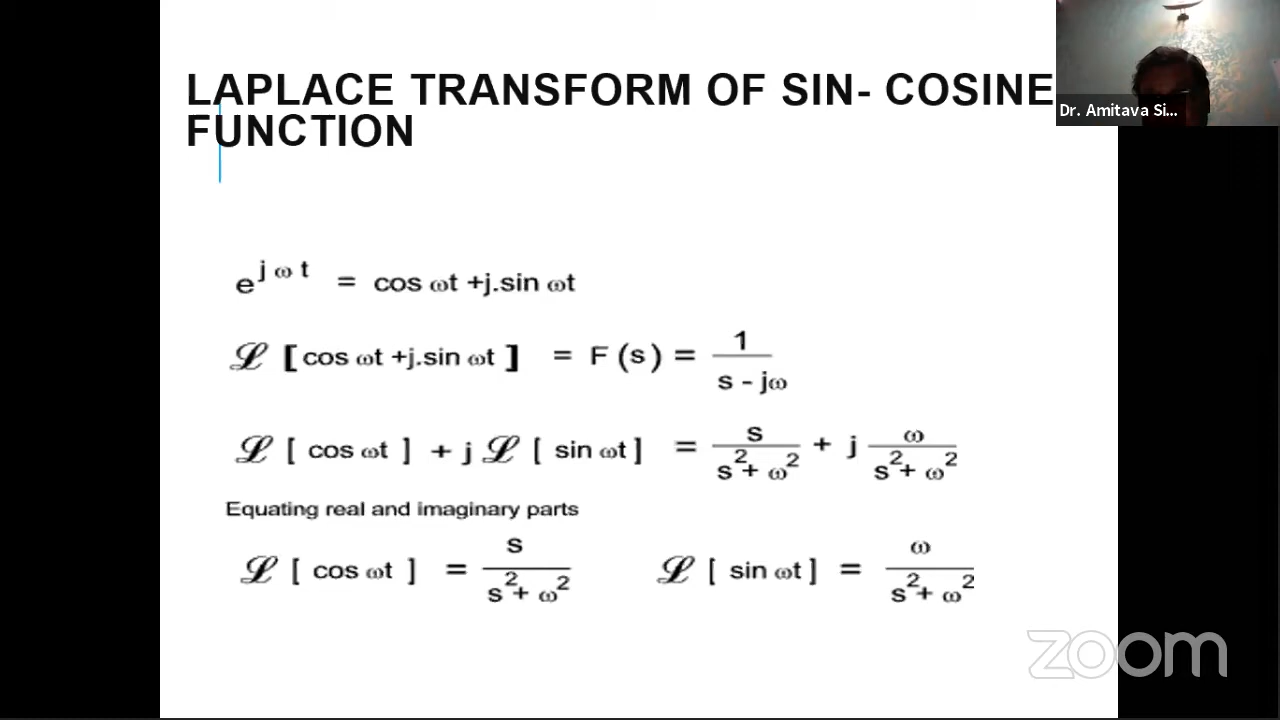 LAPLACE TRANSFORM OF SIN- COSINE
FUNCTION
Dr. Amitava Si...
e^{j ω t} = cos ωt +j.sin ωt
ℒ [cos ωt +j.sin ωt ] = F (s) = 1 / (s - jω)
ℒ [ cos ωt ] + j ℒ [ sin ωt ] = s / (s²+ ω²) + j ω / (s²+ ω²)
Equating real and imaginary parts
ℒ [ cos ωt ] = s / (s²+ ω²) ℒ [ sin ωt ] = ω / (s²+ ω²)
zoom